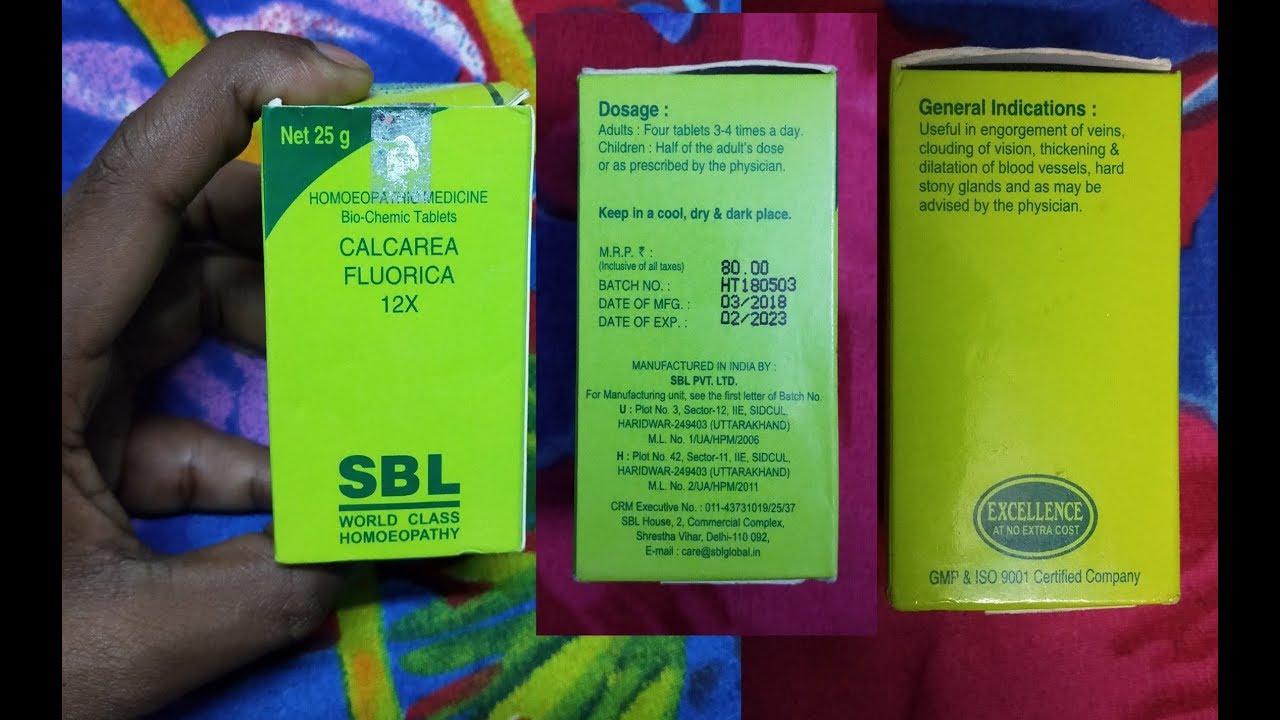 Net 25 g
HOMOEOPATHIC MEDICINE
Bio-Chemic Tablets
CALCAREA
FLUORICA
12X
SBL
WORLD CLASS
HOMOEOPATHY
Dosage :
Adults : Four tablets 3-4 times a day.
Children : Half of the adult's dose
or as prescribed by the physician.
Keep in a cool, dry & dark place.
M.R.P. ₹ :
(Inclusive of all taxes) 80.00
BATCH NO. : HT180503
DATE OF MFG. : 03/2018
DATE OF EXP. : 02/2023
MANUFACTURED IN INDIA BY :
SBL PVT. LTD.
For Manufacturing unit, see the first letter of Batch No.
U : Plot No. 3, Sector-12, IIE, SIDCUL,
HARIDWAR-249403 (UTTARAKHAND)
M.L. No. 1/UA/HPM/2006
H : Plot No. 42, Sector-11, IIE, SIDCUL,
HARIDWAR-249403 (UTTARAKHAND)
M.L. No. 2/UA/HPM/2011
CRM Executive No. : 011-43731019/25/37
SBL House, 2, Commercial Complex,
Shrestha Vihar, Delhi-110 092,
E-mail : care@sblglobal.in
General Indications :
Useful in engorgement of veins,
clouding of vision, thickening &
dilatation of blood vessels, hard
stony glands and as may be
advised by the physician.
EXCELLENCE
AT NO EXTRA COST
GMP & ISO 9001 Certified Company